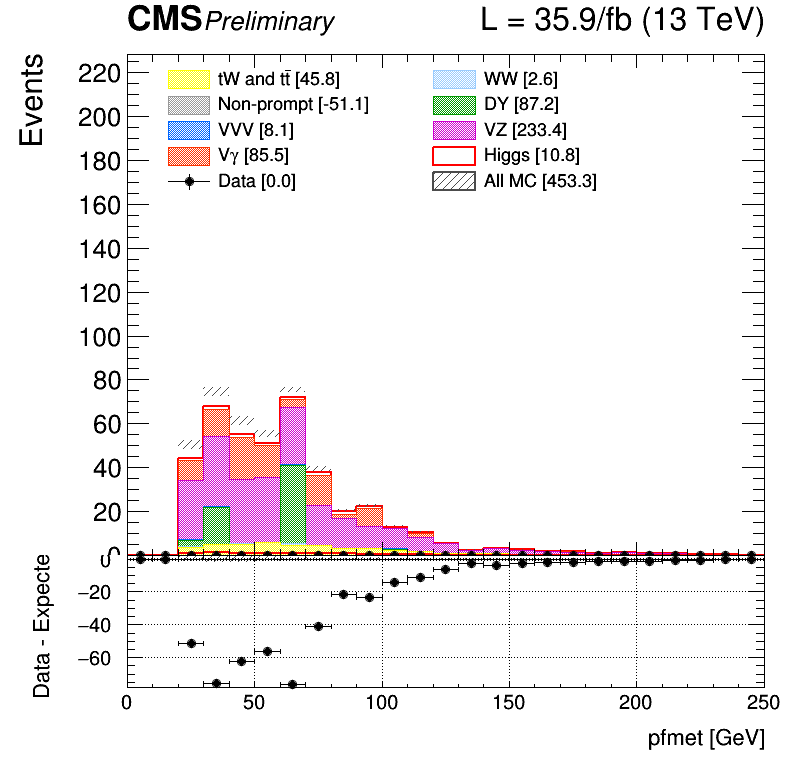 CMS Preliminary L = 35.9/fb (13 TeV)
Events
220
200
180
160
140
120
100
80
60
40
20
0
tW and tt̄ [45.8]
Non-prompt [-51.1]
VVV [8.1]
Vγ [85.5]
Data [0.0]
WW [2.6]
DY [87.2]
VZ [233.4]
Higgs [10.8]
All MC [453.3]
Data - Expecte
0
−20
−40
−60
0 50 100 150 200 250
pfmet [GeV]